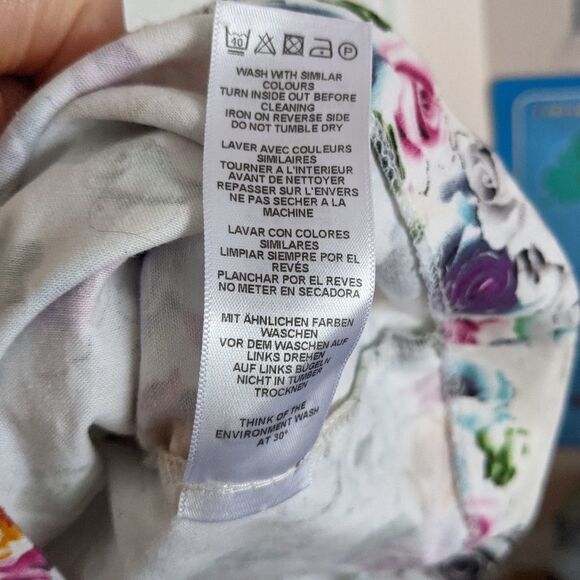 40
P
WASH WITH SIMILAR
COLOURS
TURN INSIDE OUT BEFORE
CLEANING
IRON ON REVERSE SIDE
DO NOT TUMBLE DRY
LAVER AVEC COULEURS
SIMILAIRES
TOURNER A L'INTERIEUR
AVANT DE NETTOYER
REPASSER SUR L'ENVERS
NE PAS SECHER A LA
MACHINE
LAVAR CON COLORES
SIMILARES
LIMPIAR SIEMPRE POR EL
REVÉS
PLANCHAR POR EL REVES
NO METER EN SECADORA
MIT ÄHNLICHEN FARBEN
WASCHEN
VOR DEM WASCHEN AUF
LINKS DREHEN
AUF LINKS BÜGELN
NICHT IN TUMBER
TROCKNEN
THINK OF THE
ENVIRONMENT WASH
AT 30°